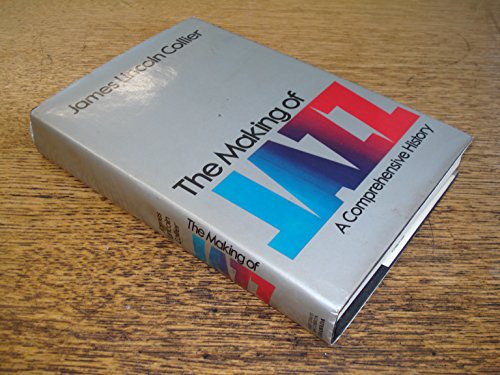 James Lincoln Collier
The Making of
JAZZ
A Comprehensive History
James
Lincoln
Collier
The Making of
JAZZ